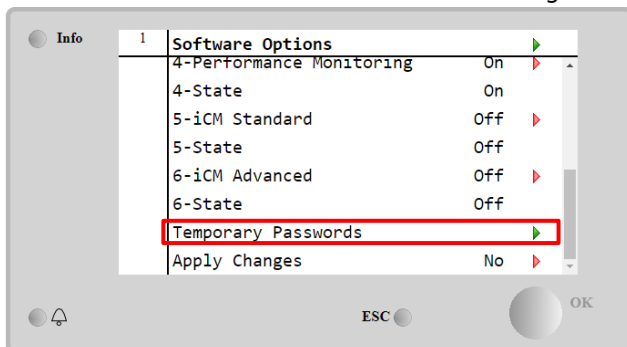 Info
1 Software Options
4-Performance Monitoring On
4-State On
5-iCM Standard Off
5-State Off
6-iCM Advanced Off
6-State Off
Temporary Passwords
Apply Changes No
ESC
OK